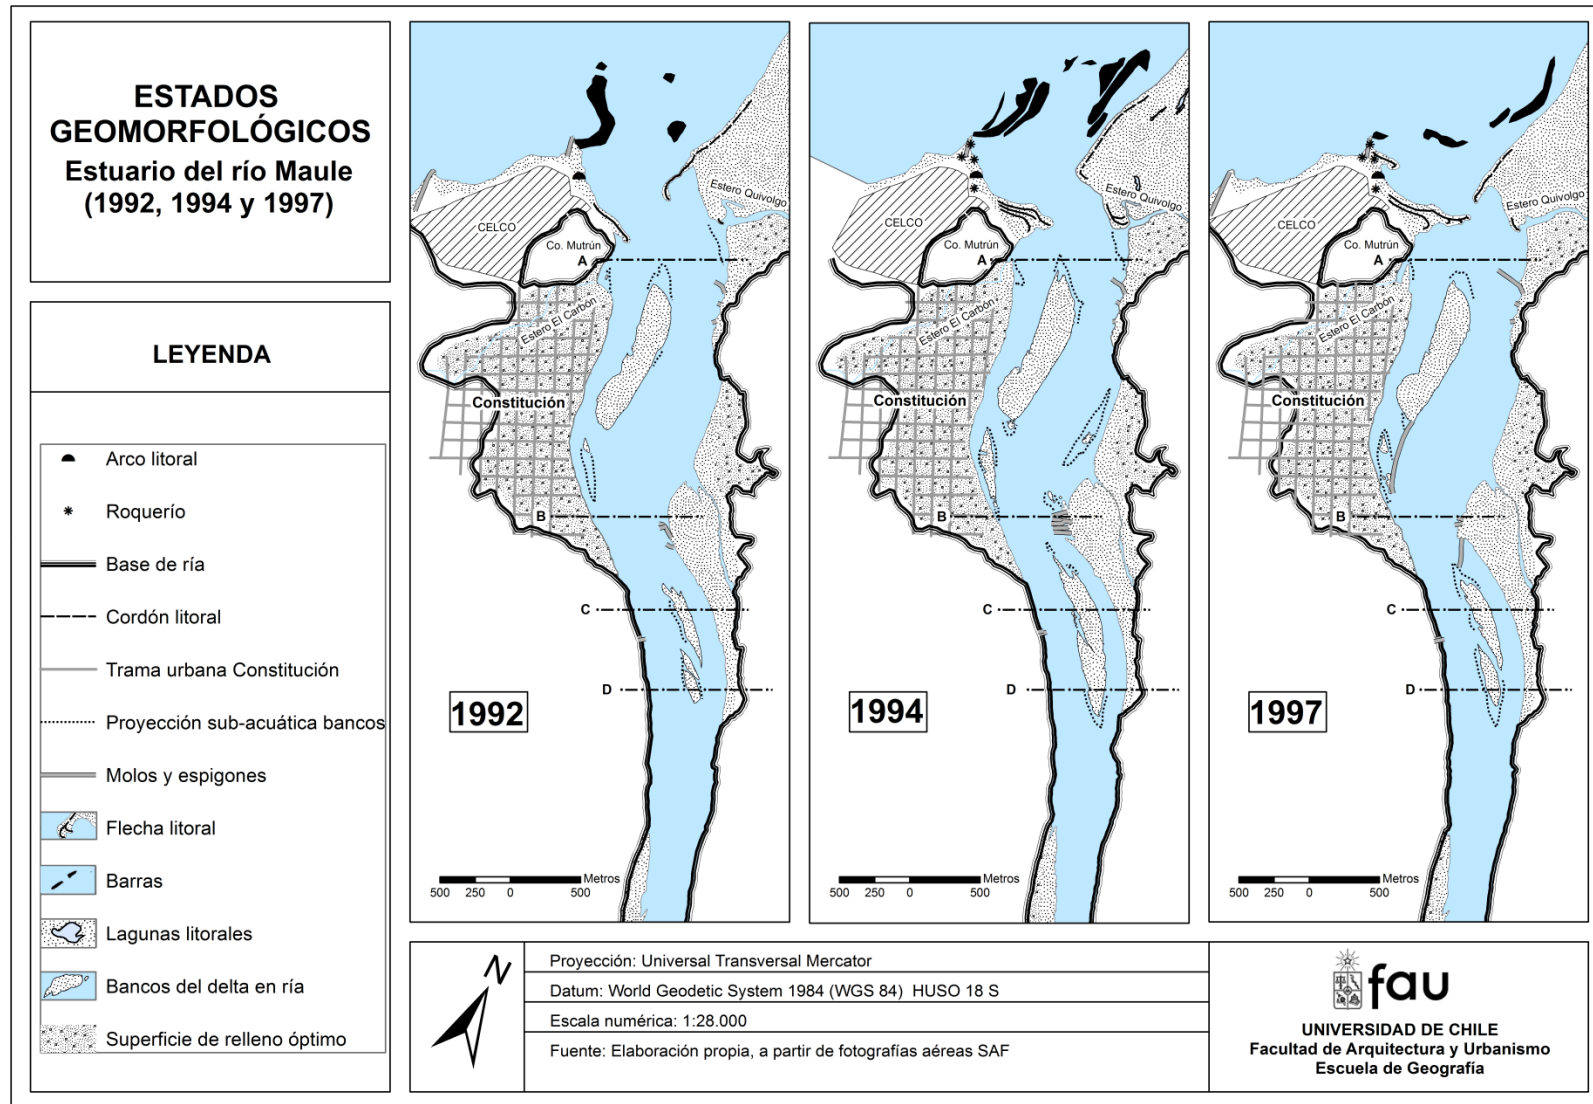 ESTADOS
GEOMORFOLÓGICOS
Estuario del río Maule
(1992, 1994 y 1997)
LEYENDA
Arco litoral
Roquerío
Base de ría
Cordón litoral
Trama urbana Constitución
Proyección sub-acuática bancos
Molos y espigones
Flecha litoral
Barras
Lagunas litorales
Bancos del delta en ría
Superficie de relleno óptimo
Estero Quivolgo
CELCO
Co. Mutrún
A
Estero El Carbón
Constitución
B
C
D
1992
Metros
500 250 0 500
Estero Quivolgo
CELCO
Co. Mutrún
A
Estero El Carbón
Constitución
B
C
D
1994
Metros
500 250 0 500
Estero Quivolgo
CELCO
Co. Mutrún
A
Estero El Carbón
Constitución
B
C
D
1997
Metros
500 250 0 500
N
Proyección: Universal Transversal Mercator
Datum: World Geodetic System 1984 (WGS 84) HUSO 18 S
Escala numérica: 1:28.000
Fuente: Elaboración propia, a partir de fotografías aéreas SAF
fau
UNIVERSIDAD DE CHILE
Facultad de Arquitectura y Urbanismo
Escuela de Geografía